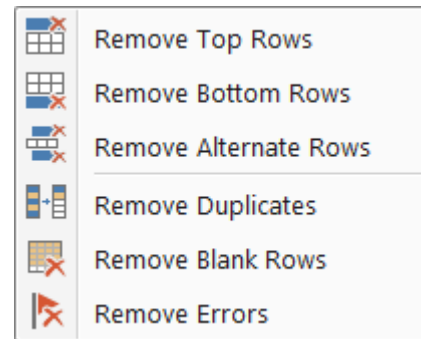 Remove Top Rows
Remove Bottom Rows
Remove Alternate Rows
Remove Duplicates
Remove Blank Rows
Remove Errors